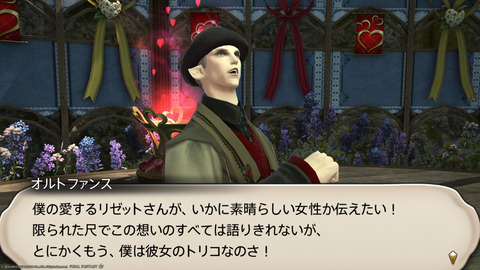 オルトファンス
僕の愛するリゼットさんが、いかに素晴らしい女性か伝えたい！
限られた尺でこの想いのすべては語りきれないが、
とにかくもう、僕は彼女のトリコなのさ！
FINAL FANTASY XIV